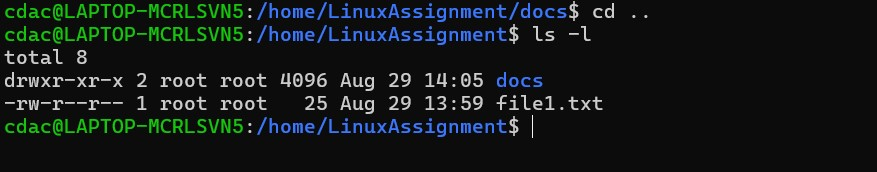 cdac@LAPTOP-MCRLSVN5:/home/LinuxAssignment/docs$ cd ..
cdac@LAPTOP-MCRLSVN5:/home/LinuxAssignment$ ls -l
total 8
drwxr-xr-x 2 root root 4096 Aug 29 14:05 docs
-rw-r--r-- 1 root root   25 Aug 29 13:59 file1.txt
cdac@LAPTOP-MCRLSVN5:/home/LinuxAssignment$